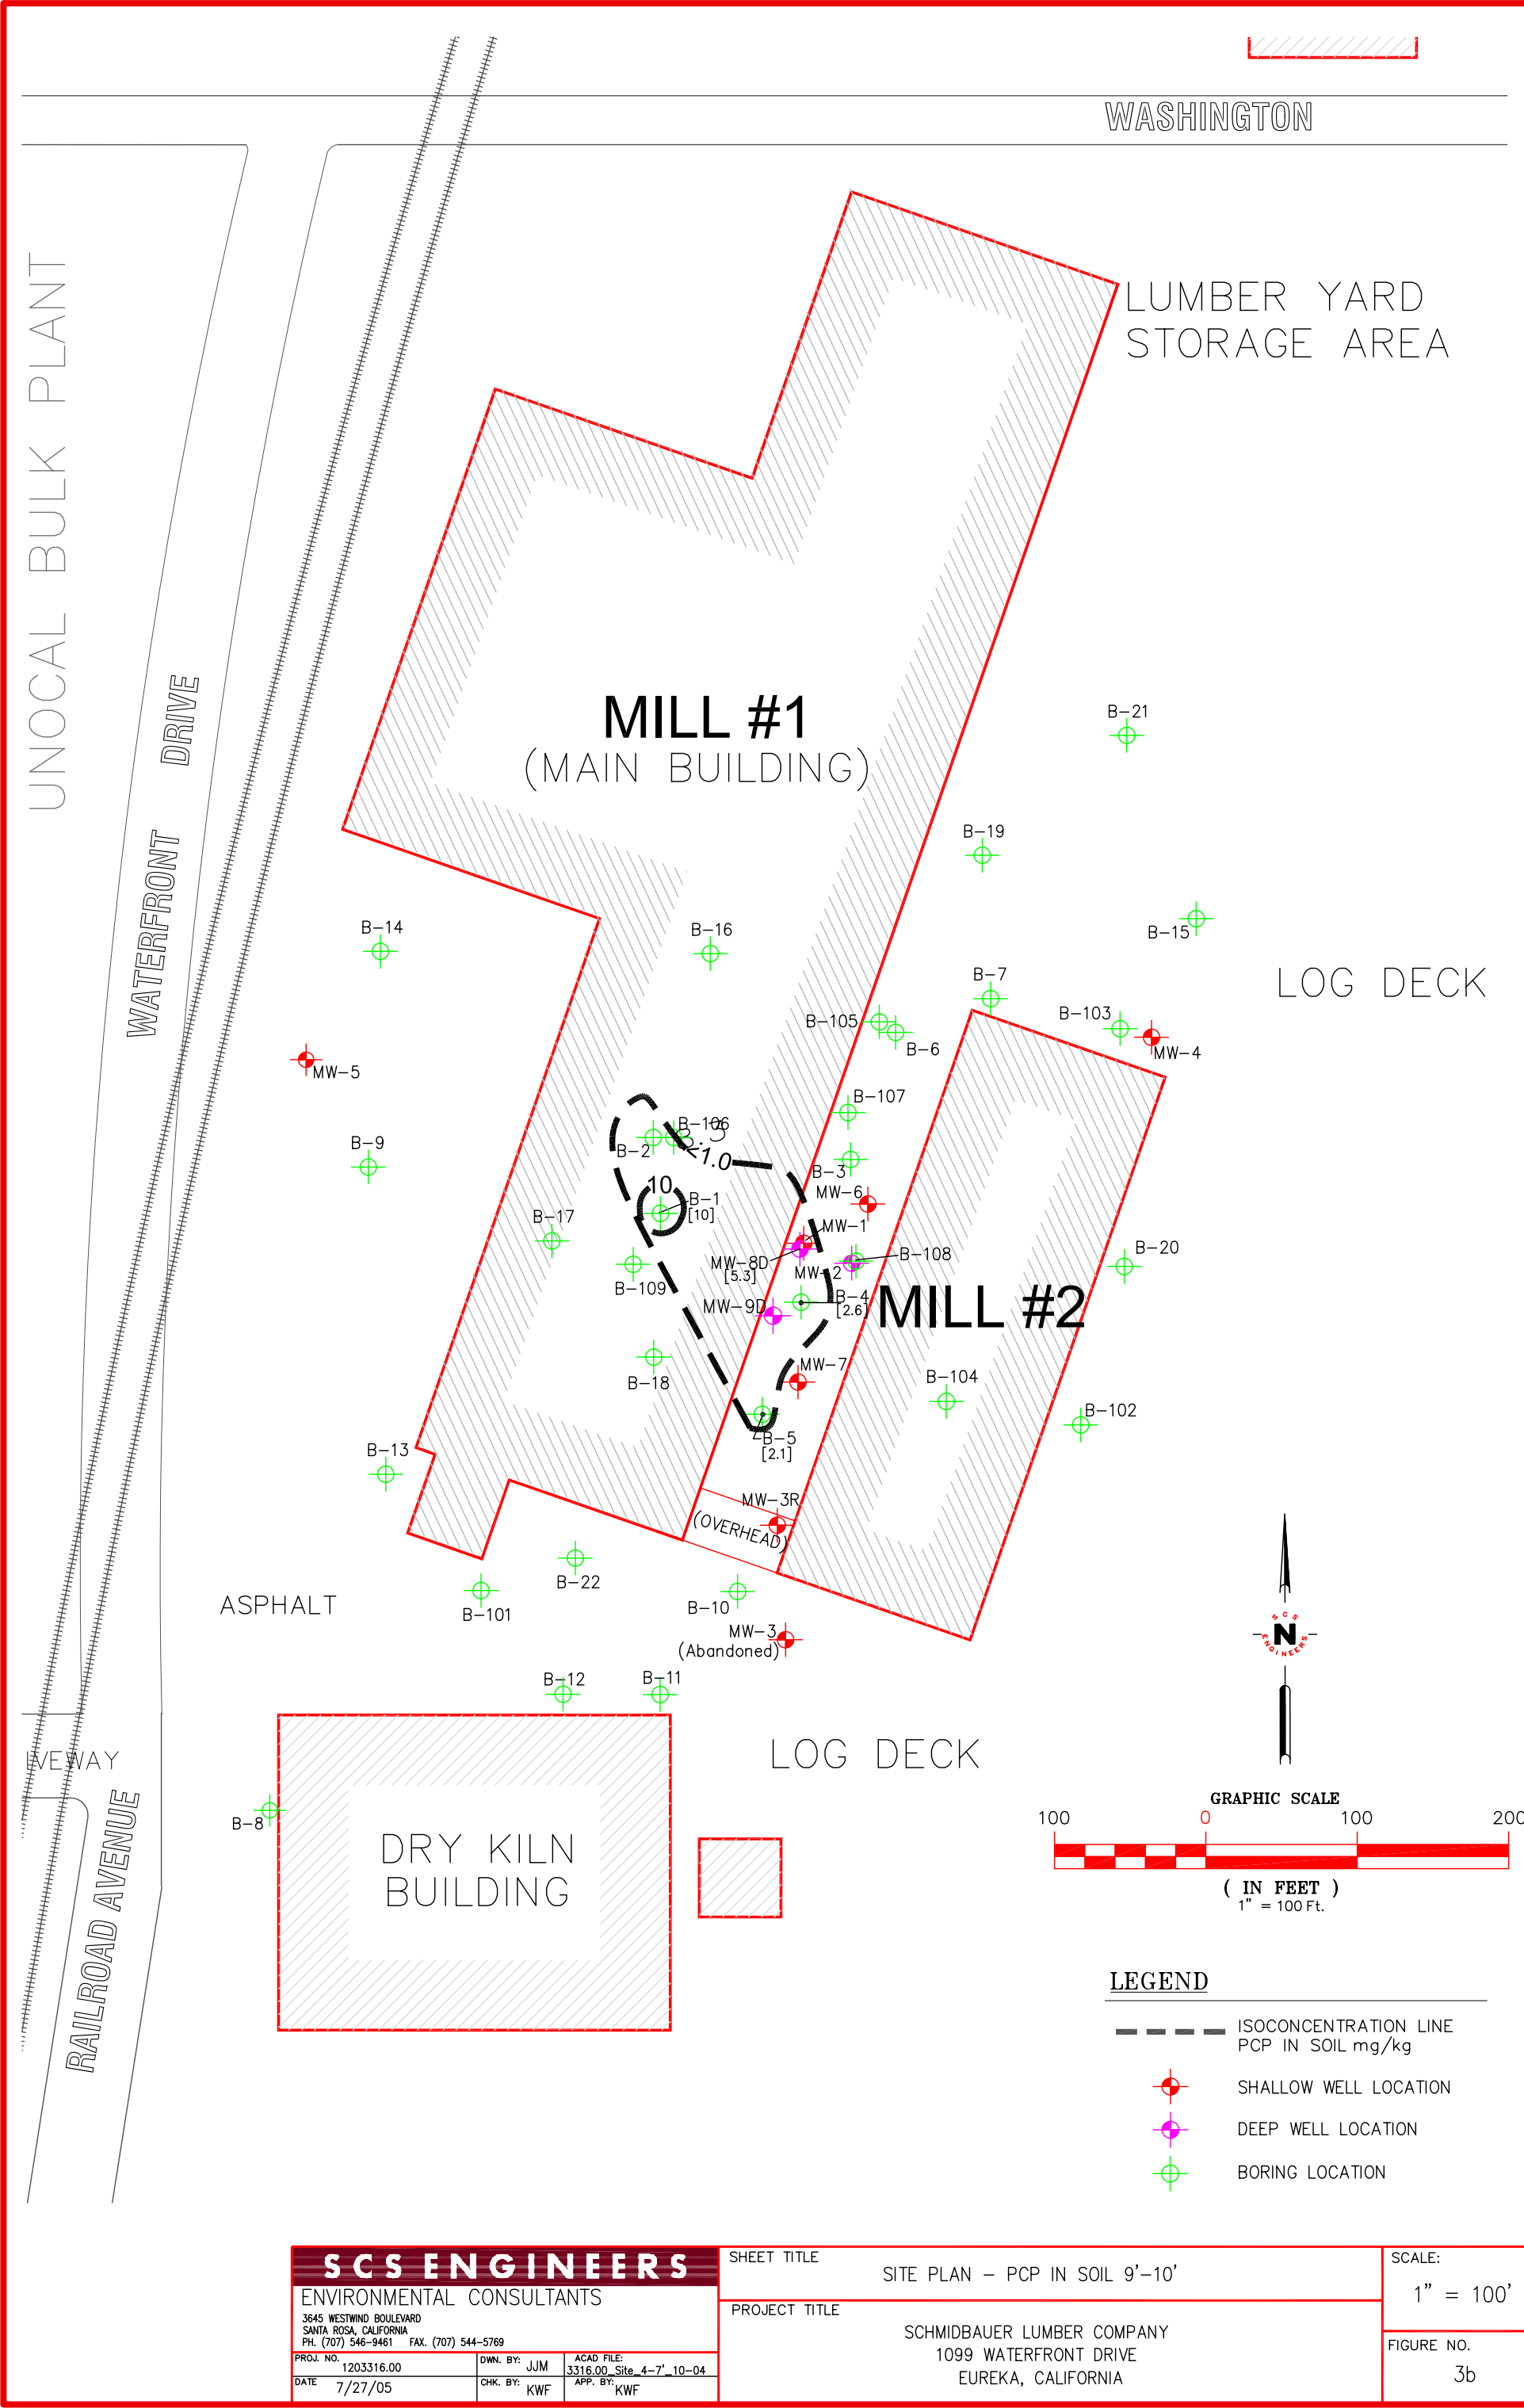 WASHINGTON
UNOCAL BULK PLANT
LUMBER YARD
STORAGE AREA
WATERFRONT DRIVE
MILL #1
(MAIN BUILDING)
B-21
B-19
B-15
B-14
B-16
LOG DECK
B-7
B-103
B-105
B-6
MW-4
MW-5
B-107
B-106
B-2
<1.0
B-9
B-3
10
MW-6
B-1
[10]
B-17
MW-1
B-108
B-20
MW-8D
[5.3]
MW-2
B-109
B-4
[2.6]
MW-9D
MILL #2
MW-7
B-18
B-104
B-102
B-5
[2.1]
B-13
MW-3R
(OVERHEAD)
B-22
B-101
ASPHALT
B-10
MW-3
(Abandoned)
B-12
B-11
LOG DECK
IVEWAY
B-8
DRY KILN
BUILDING
RAILROAD AVENUE
SCS
N
ENGINEERS
GRAPHIC SCALE
100 0 100 200
( IN FEET )
1" = 100 Ft.
LEGEND
ISOCONCENTRATION LINE
PCP IN SOIL mg/kg
SHALLOW WELL LOCATION
DEEP WELL LOCATION
BORING LOCATION
SCS ENGINEERS
ENVIRONMENTAL CONSULTANTS
3645 WESTWIND BOULEVARD
SANTA ROSA, CALIFORNIA
PH. (707) 546-9461 FAX. (707) 544-5769
PROJ. NO. 1203316.00
DWN. BY: JJM
ACAD FILE: 3316.00_Site_4-7'_10-04
DATE 7/27/05
CHK. BY: KWF
APP. BY: KWF
SHEET TITLE
SITE PLAN - PCP IN SOIL 9'-10'
PROJECT TITLE
SCHMIDBAUER LUMBER COMPANY
1099 WATERFRONT DRIVE
EUREKA, CALIFORNIA
SCALE:
1" = 100'
FIGURE NO.
3b